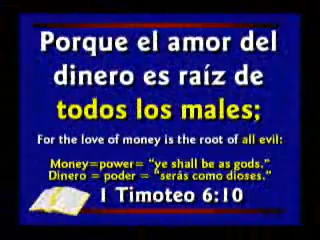 Porque el amor del
dinero es raíz de
todos los males;
For the love of money is the root of all evil:
Money=power= "ye shall be as gods."
Dinero = poder = "serás como dioses."
1 Timoteo 6:10